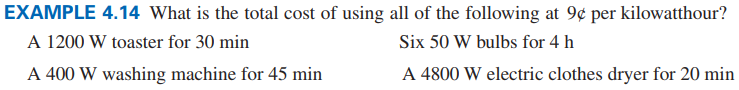 EXAMPLE 4.14 What is the total cost of using all of the following at 9¢ per kilowatthour?
A 1200 W toaster for 30 min
Six 50 W bulbs for 4 h
A 400 W washing machine for 45 min
A 4800 W electric clothes dryer for 20 min